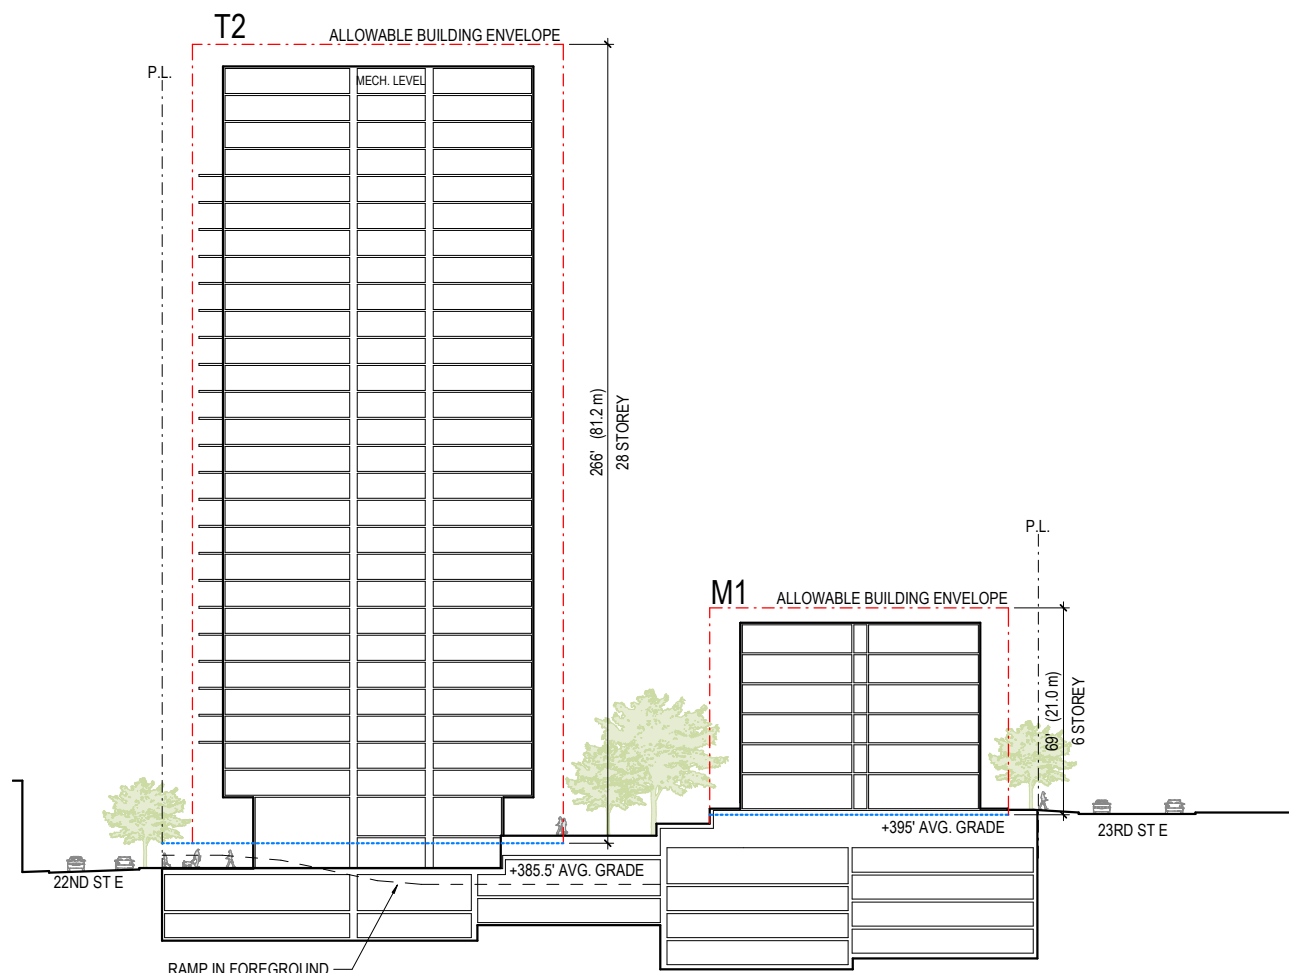 T2
ALLOWABLE BUILDING ENVELOPE
P.L.
MECH. LEVEL
266' (81.2 m)
28 STOREY
P.L.
M1
ALLOWABLE BUILDING ENVELOPE
69' (21.0 m)
6 STOREY
+395' AVG. GRADE
23RD ST E
22ND ST E
+385.5' AVG. GRADE
RAMP IN FOREGROUND